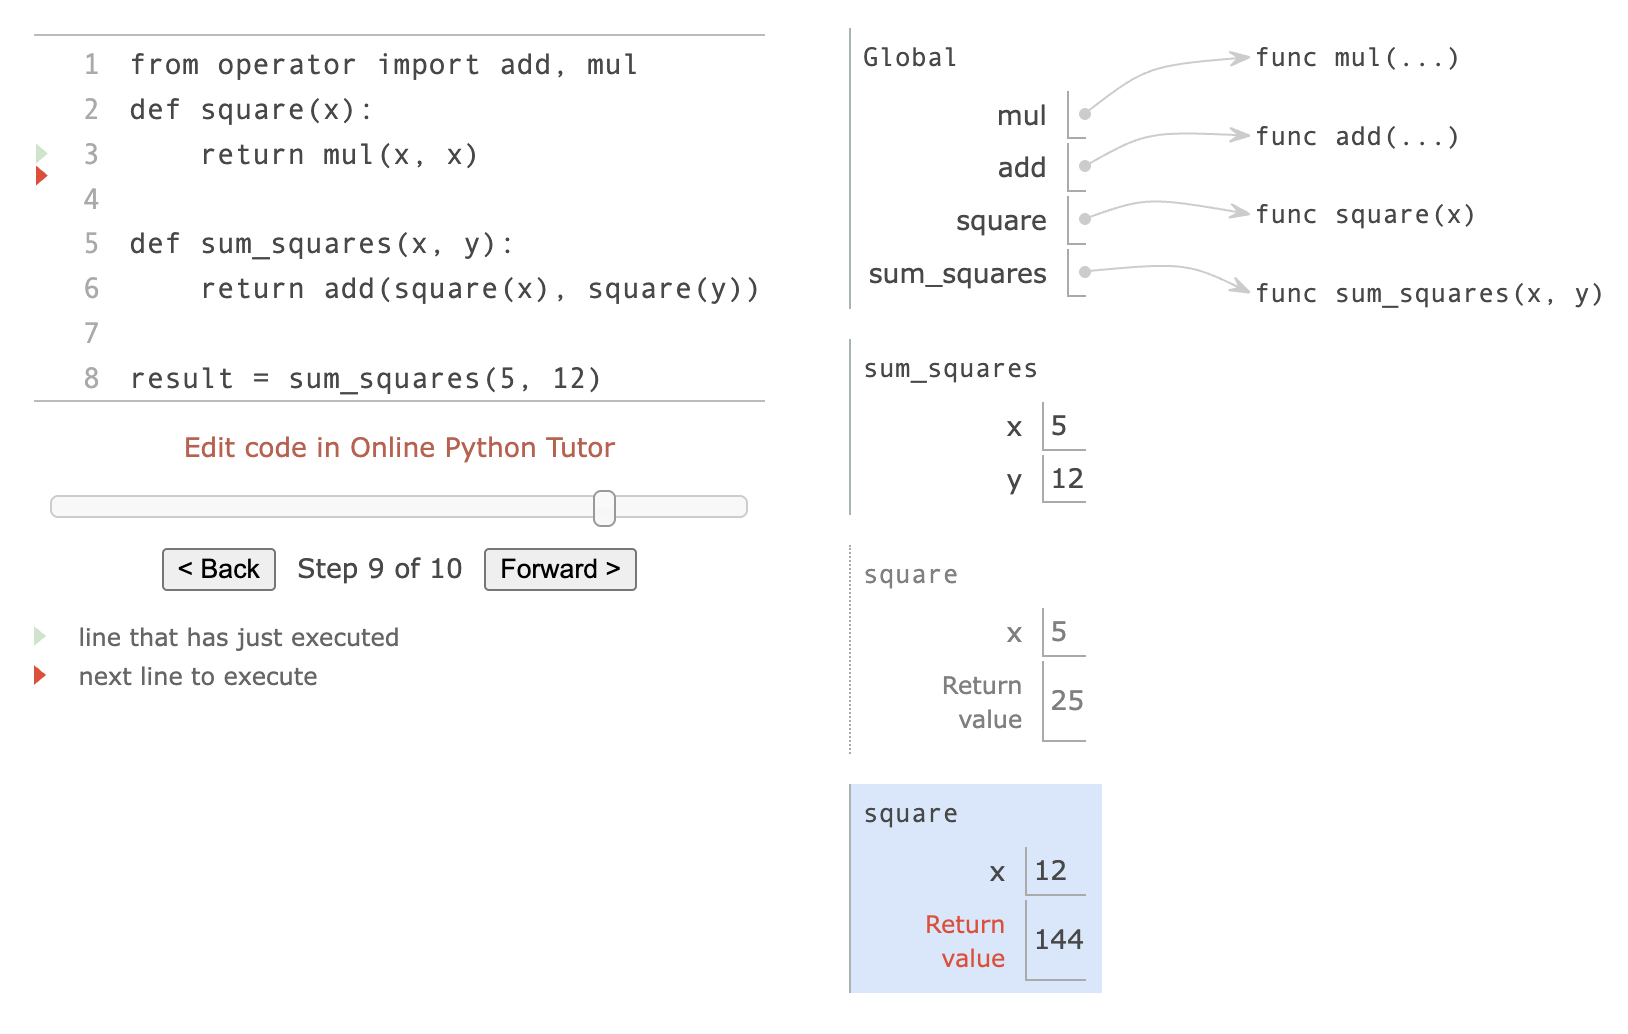 1 from operator import add, mul
2 def square(x):
3     return mul(x, x)
4
5 def sum_squares(x, y):
6     return add(square(x), square(y))
7
8 result = sum_squares(5, 12)
Edit code in Online Python Tutor
< Back Step 9 of 10 Forward >
line that has just executed
next line to execute
Global
mul
add
square
sum_squares
func mul(...)
func add(...)
func square(x)
func sum_squares(x, y)
sum_squares
x 5
y 12
square
x 5
Return
value 25
square
x 12
Return
value 144